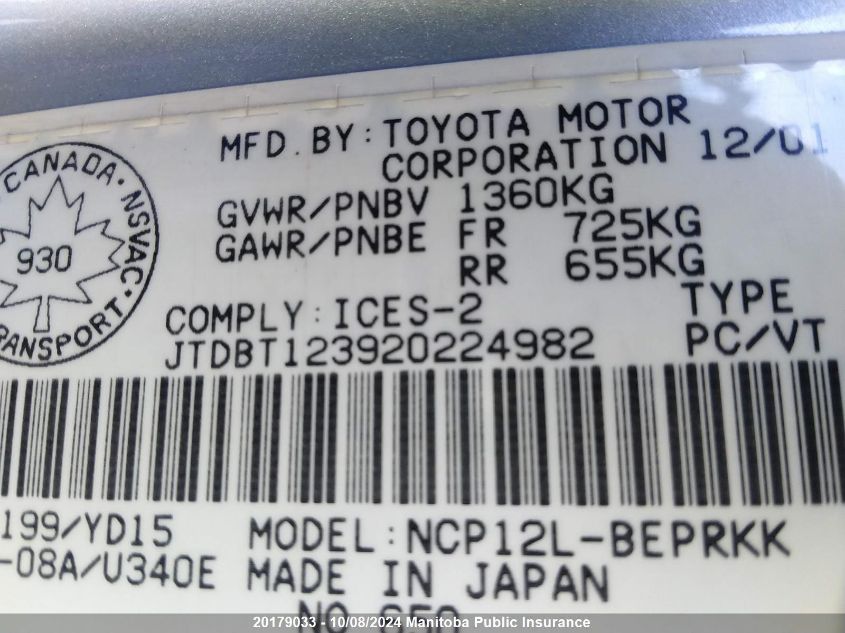 MFD. BY: TOYOTA MOTOR
CORPORATION 12/01
GVWR/PNBV 1360KG
GAWR/PNBE FR 725KG
RR 655KG
CANADA · NSVAC ·
930
TRANSPORT ·
COMPLY: ICES-2 TYPE
JTDBT123920224982 PC/VT
199/YD15 MODEL: NCP12L-BEPRKK
-08A/U340E MADE IN JAPAN
NO 650
20179033 - 10/08/2024 Manitoba Public Insurance